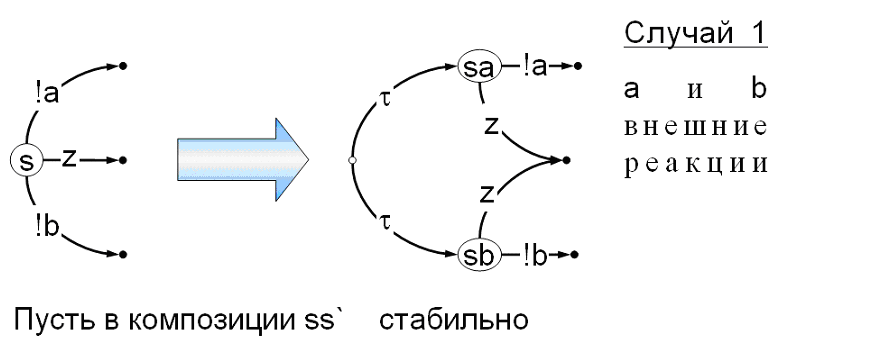 Случай 1
!a
sa
!a
τ
a и b
внешние
реакции
z
s
z
z
!b
τ
sb
!b
Пусть в композиции ss` стабильно